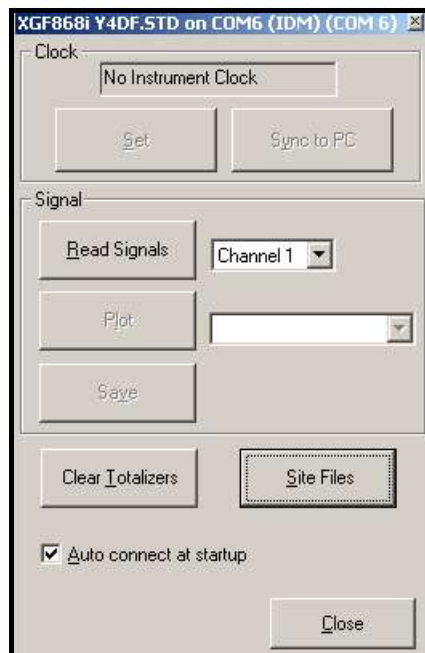 XGF868i Y4DF.STD on COM6 (IDM) (COM 6)
Clock
No Instrument Clock
Set
Sync to PC
Signal
Read Signals
Channel 1
Plot
Save
Clear Totalizers
Site Files
Auto connect at startup
Close